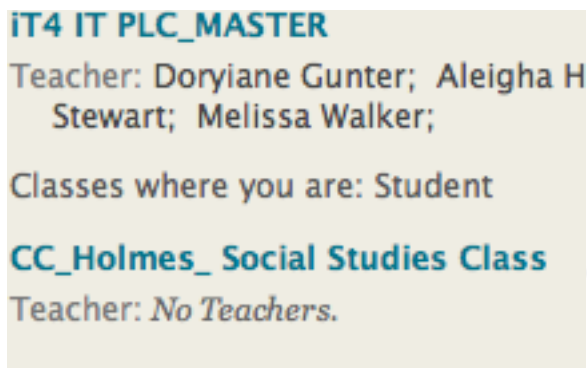 iT4 IT PLC_MASTER
Teacher: Doryiane Gunter; Aleigha H
Stewart; Melissa Walker;
Classes where you are: Student
CC_Holmes_ Social Studies Class
Teacher: No Teachers.